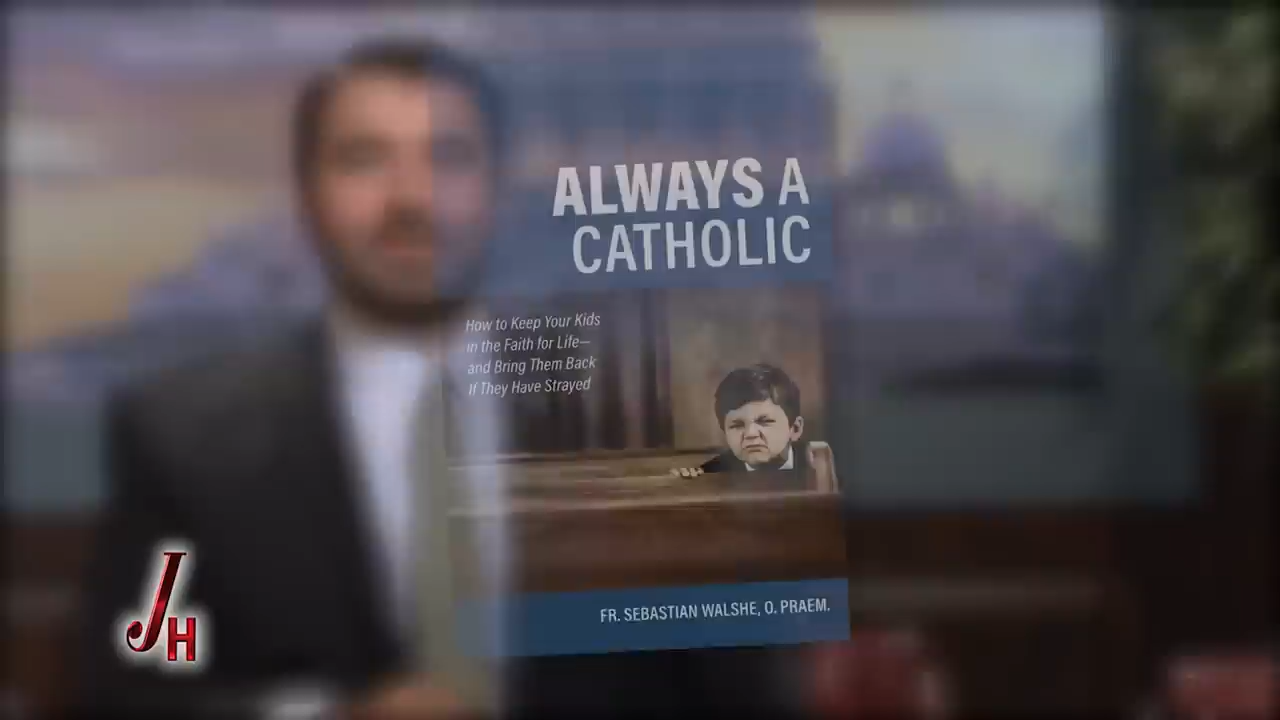 ALWAYS A
CATHOLIC
How to Keep Your Kids
in the Faith for Life—
and Bring Them Back
If They Have Strayed
FR. SEBASTIAN WALSHE, O. PRAEM.
JH